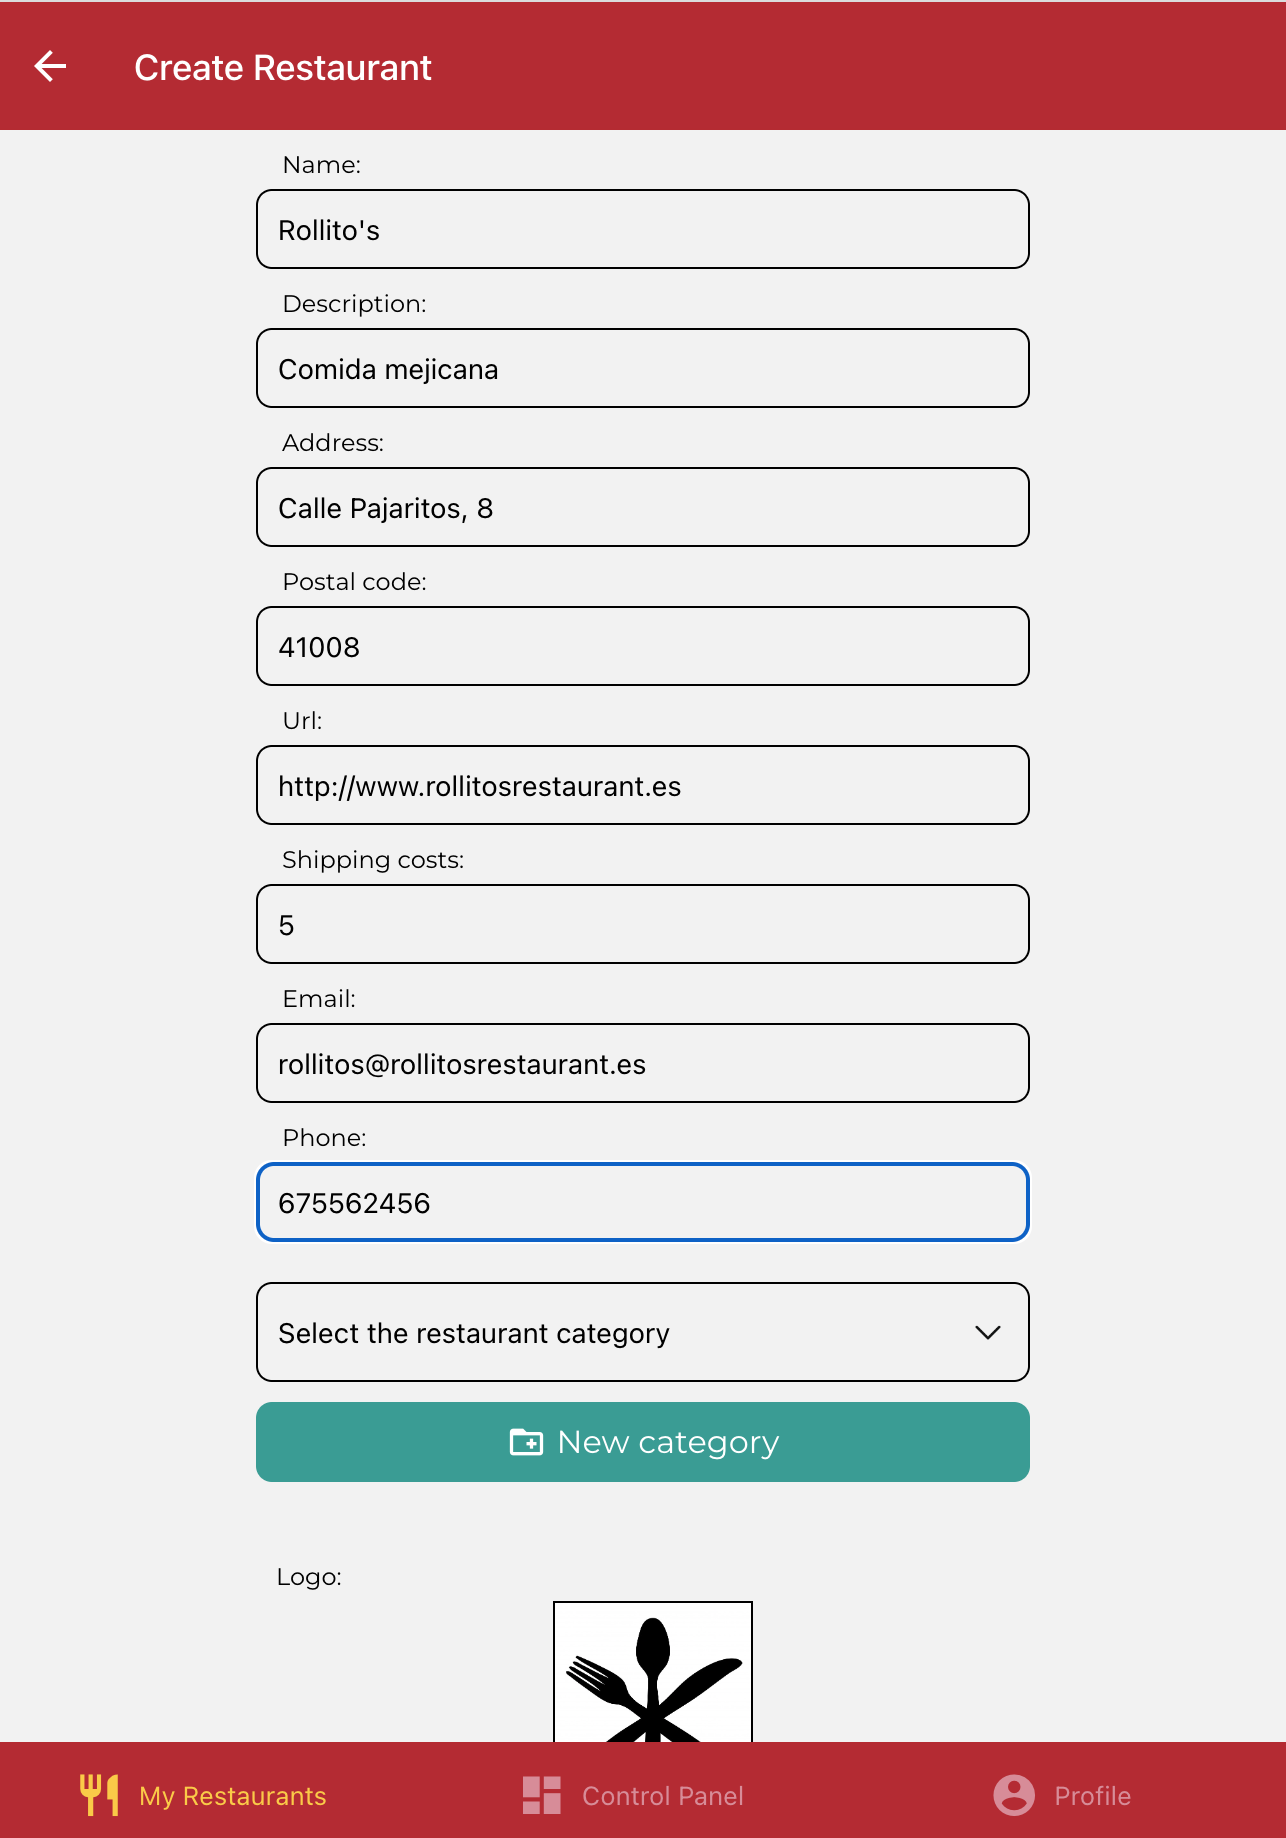 Create Restaurant
Name:
Rollito's
Description:
Comida mejicana
Address:
Calle Pajaritos, 8
Postal code:
41008
Url:
http://www.rollitosrestaurant.es
Shipping costs:
5
Email:
rollitos@rollitosrestaurant.es
Phone:
675562456
Select the restaurant category
New category
Logo:
My Restaurants
Control Panel
Profile